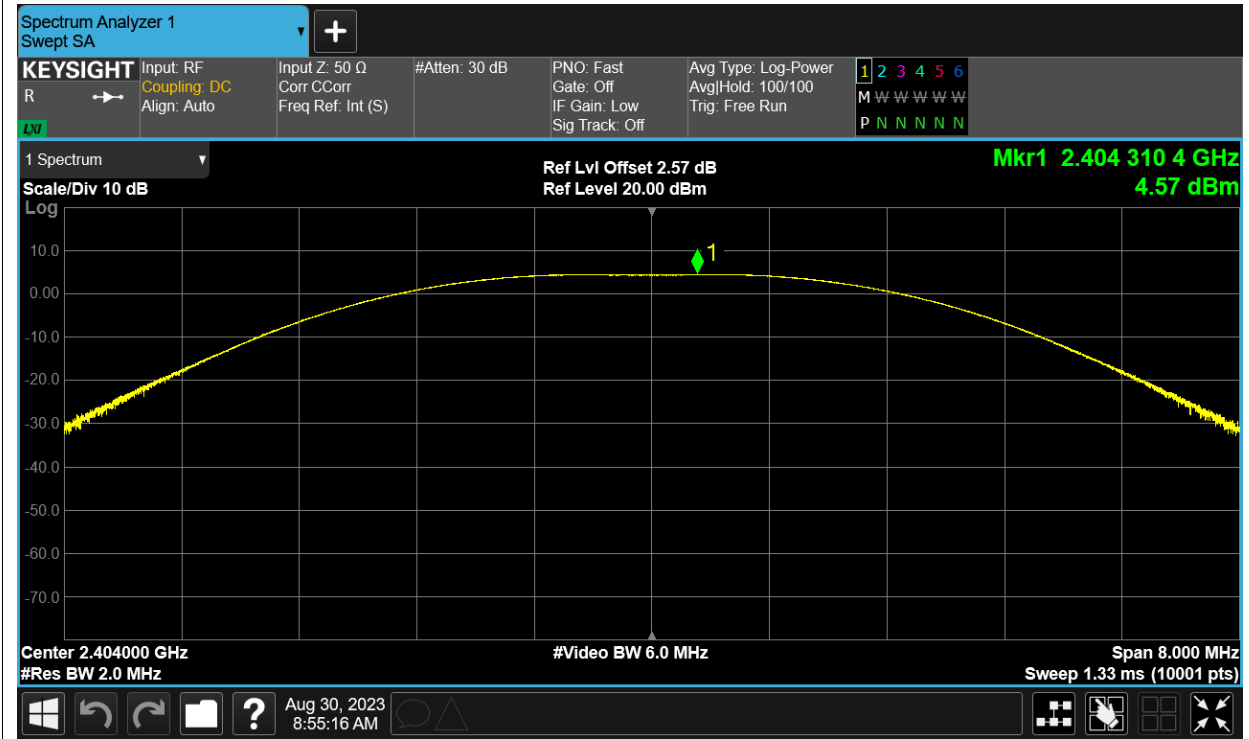 Spectrum Analyzer 1
Swept SA
KEYSIGHT
R
LXI
Input: RF
Coupling: DC
Align: Auto
Input Z: 50 Ω
Corr CCorr
Freq Ref: Int (S)
#Atten: 30 dB
PNO: Fast
Gate: Off
IF Gain: Low
Sig Track: Off
Avg Type: Log-Power
Avg|Hold: 100/100
Trig: Free Run
1 2 3 4 5 6
M W W W W W
P N N N N N
1 Spectrum
Scale/Div 10 dB
Ref Lvl Offset 2.57 dB
Ref Level 20.00 dBm
Mkr1 2.404 310 4 GHz
4.57 dBm
Log
10.0
0.00
-10.0
-20.0
-30.0
-40.0
-50.0
-60.0
-70.0
1
Center 2.404000 GHz
#Video BW 6.0 MHz
Span 8.000 MHz
#Res BW 2.0 MHz
Sweep 1.33 ms (10001 pts)
?
Aug 30, 2023
8:55:16 AM